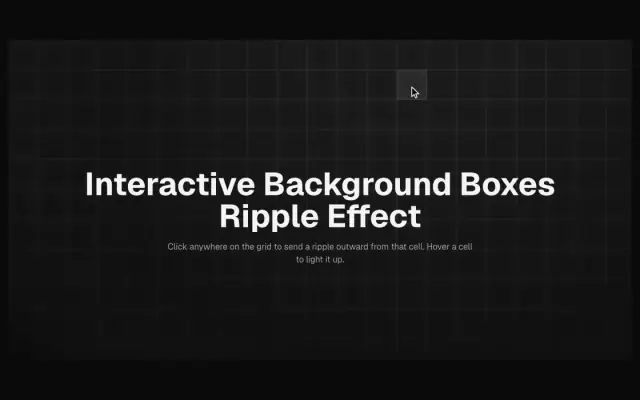 Interactive Background Boxes
Ripple Effect
Click anywhere on the grid to send a ripple outward from that cell. Hover a cell
to light it up.